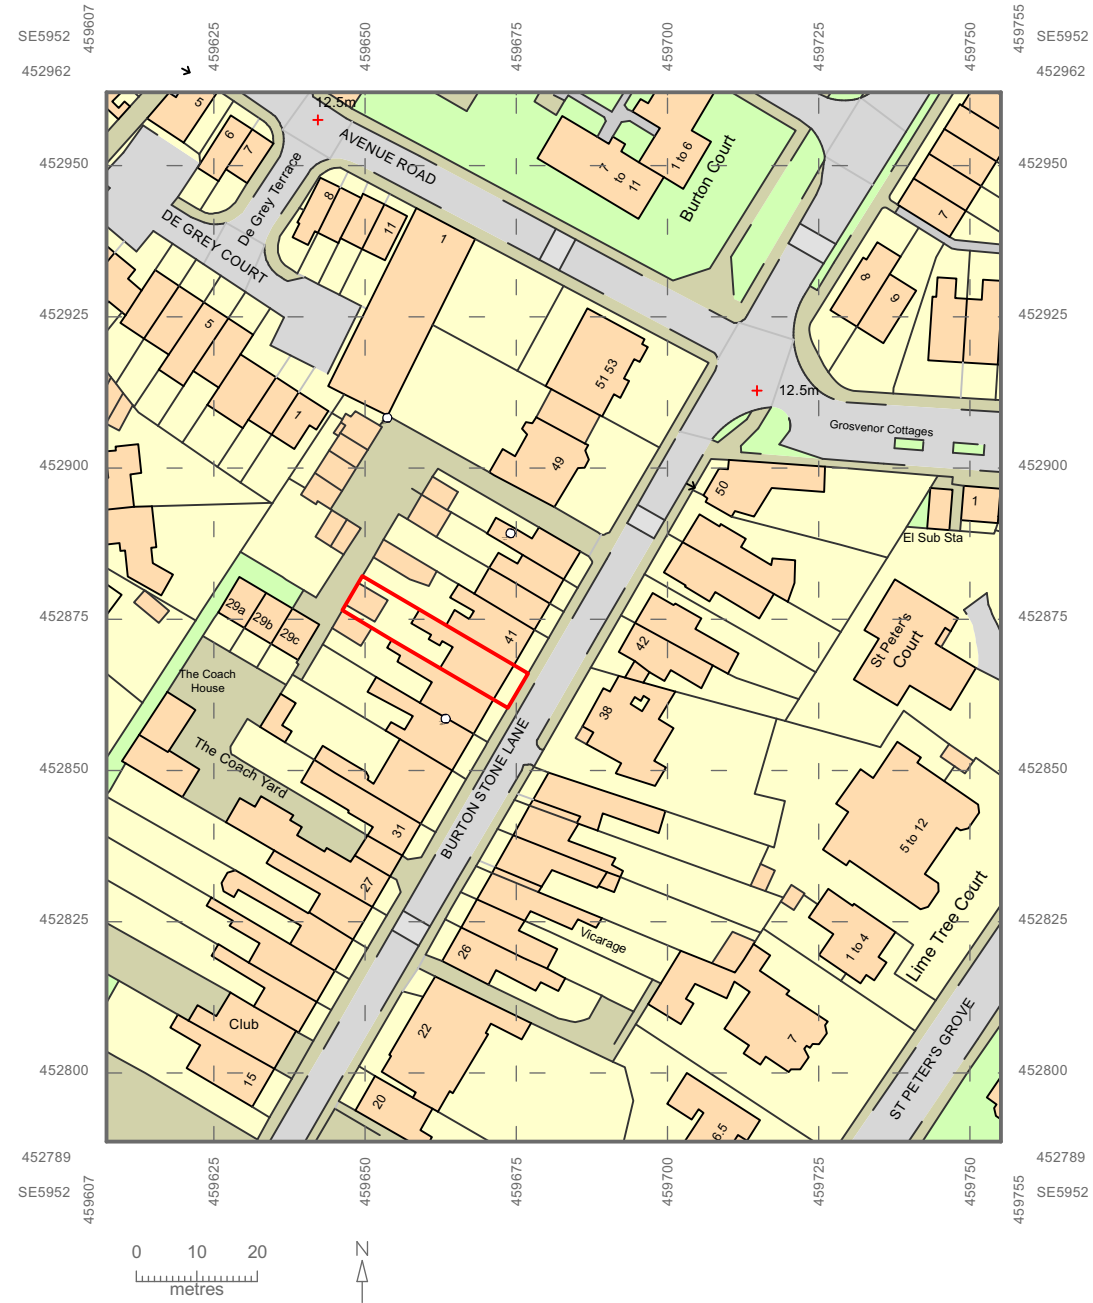 459607
459625
459650
459675
459700
459725
459750
459755
SE5952
SE5952
452962
452962
12.5m
5
6
7
AVENUE ROAD
De Grey Terrace
7
to
11
1 to 6
Burton Court
452950
452950
8
11
1
7
DE GREY COURT
8
9
452925
452925
5
51 53
12.5m
1
Grosvenor Cottages
49
452900
452900
50
1
El Sub Sta
452875
452875
29a
29b
29c
41
42
St Peter's
Court
The Coach
House
38
The Coach Yard
452850
452850
BURTON STONE LANE
31
5 to 12
27
452825
452825
Vicarage
26
1 to 4
Lime Tree Court
Club
22
7
ST PETER'S GROVE
452800
452800
15
20
6.5
452789
452789
SE5952
SE5952
459607
459625
459650
459675
459700
459725
459750
459755
0 10 20
metres
N